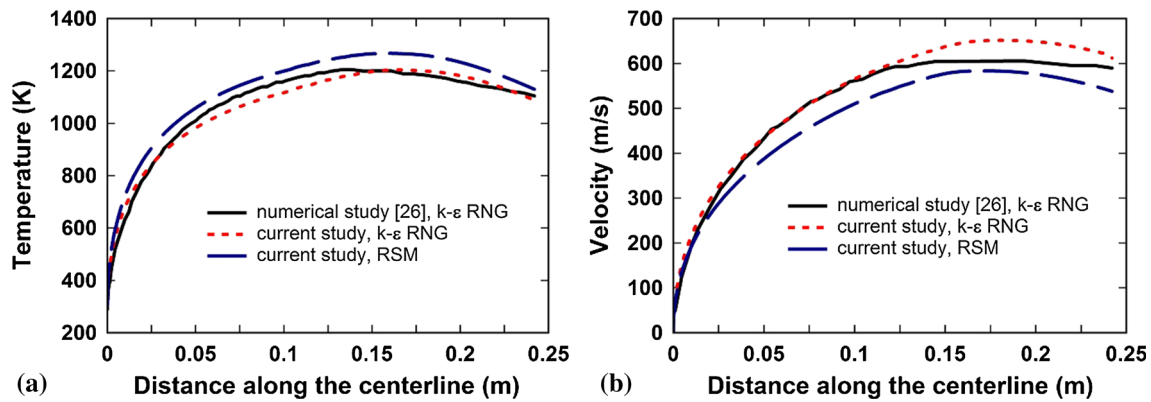 1400
1200
1000
800
600
400
200
Temperature (K)
numerical study [26], k-ε RNG
current study, k-ε RNG
current study, RSM
0
0.05
0.1
0.15
0.2
0.25
(a)
Distance along the centerline (m)
700
600
500
400
300
200
100
0
Velocity (m/s)
numerical study [26], k-ε RNG
current study, k-ε RNG
current study, RSM
0
0.05
0.1
0.15
0.2
0.25
(b)
Distance along the centerline (m)